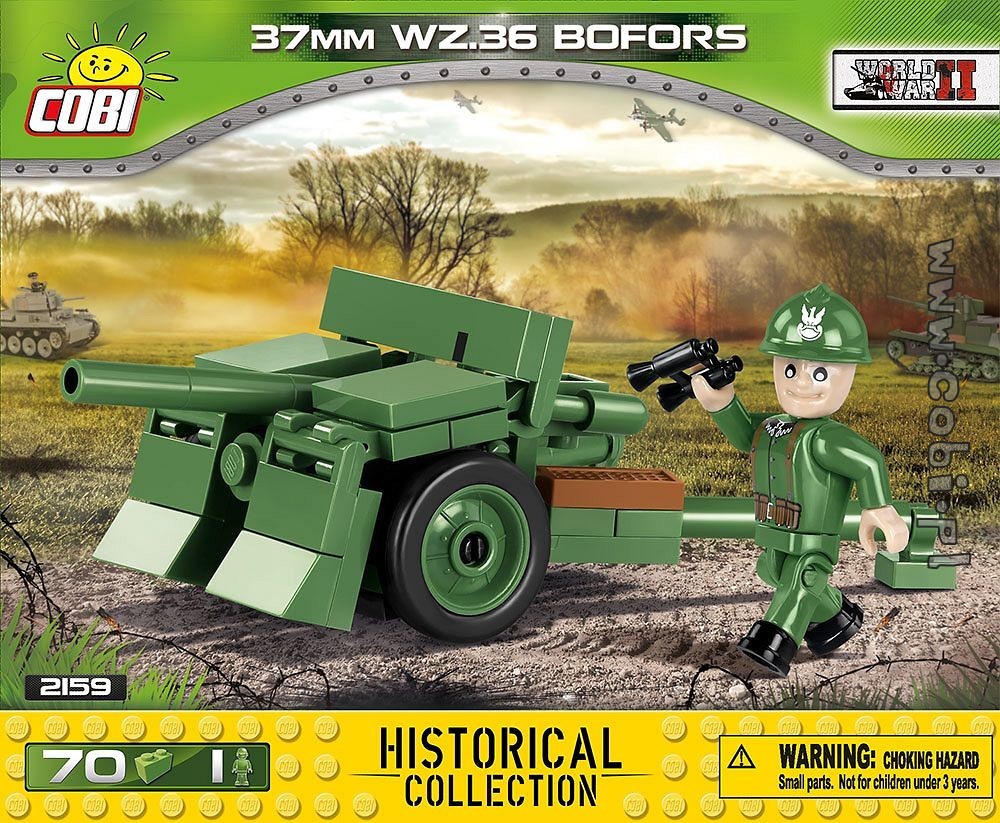 37MM WZ.36 BOFORS
COBI
WORLD
WAR II
www.cobi.pl
2159
70
1
HISTORICAL
COLLECTION
WARNING: CHOKING HAZARD
Small parts. Not for children under 3 years.